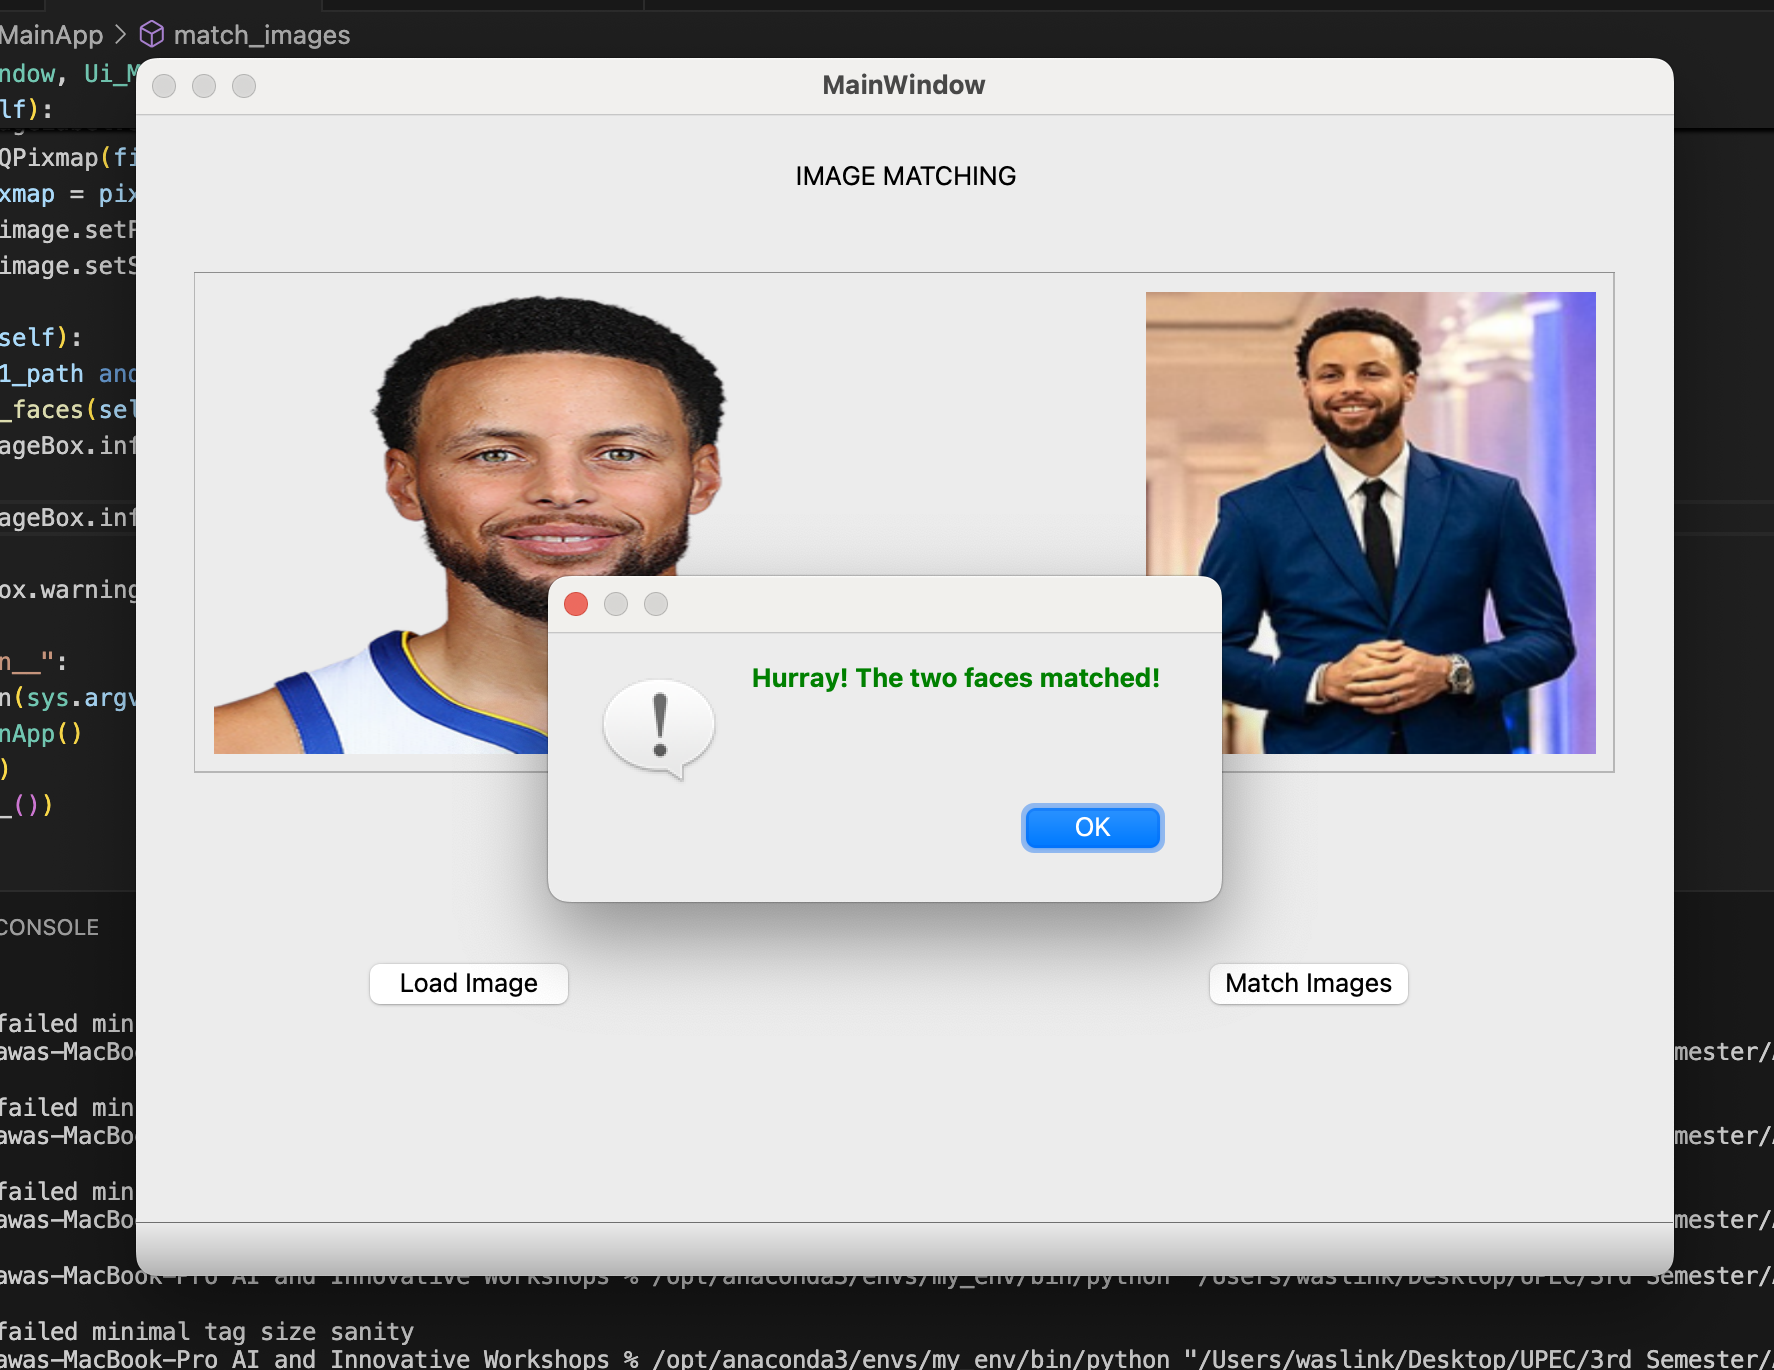 MainApp > match_images
ndow, Ui_M
lf):
QPixmap(fi
xmap = pix
image.setF
image.setS
self):
1_path and
_faces(sel
ageBox.inf
ageBox.inf
ox.warning
n__":
n(sys.argv
nApp()
)
_())
MainWindow
IMAGE MATCHING
Hurray! The two faces matched!
OK
Load Image
Match Images
CONSOLE
failed min
awas-MacBo mester/
failed min
awas-MacBo mester/
failed min
awas-MacBo mester/
awas-MacBook-Pro AI and Innovative Workshops % /opt/anaconda3/envs/my_env/bin/python "/Users/waslink/Desktop/UPEC/3rd Semester/
failed minimal tag size sanity
awas-MacBook-Pro AI and Innovative Workshops % /opt/anaconda3/envs/my_env/bin/python "/Users/waslink/Desktop/UPEC/3rd Semester/